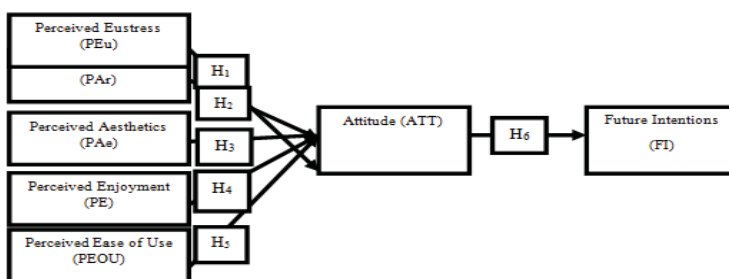 Perceived Eustress
(PEu)
(PAr)
Perceived Aesthetics
(PAe)
Perceived Enjoyment
(PE)
Perceived Ease of Use
(PEOU)
H₁
H₂
H₃
H₄
H₅
Attitude (ATT)
H₆
Future Intentions
(FI)